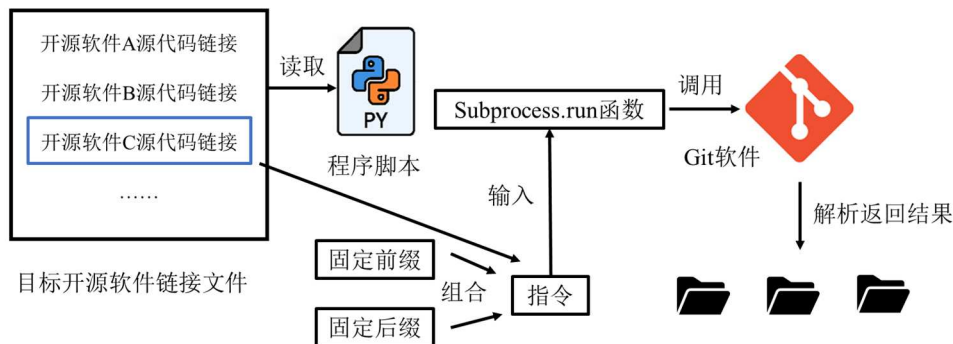 开源软件A源代码链接
开源软件B源代码链接
开源软件C源代码链接
……
目标开源软件链接文件
读取
PY
程序脚本
固定前缀
组合
固定后缀
指令
输入
Subprocess.run函数
调用
Git软件
解析返回结果